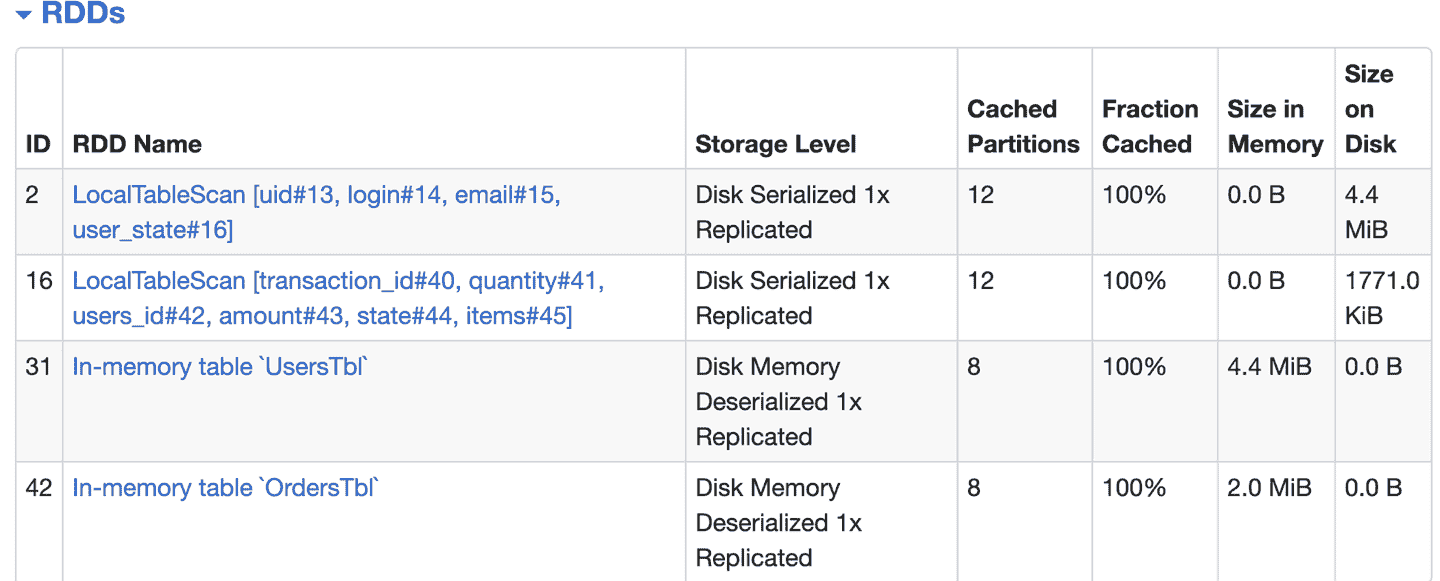 RDDs
ID RDD Name Storage Level Cached Partitions Fraction Cached Size in Memory Size on Disk
2 LocalTableScan [uid#13, login#14, email#15, user_state#16] Disk Serialized 1x Replicated 12 100% 0.0 B 4.4 MiB
16 LocalTableScan [transaction_id#40, quantity#41, users_id#42, amount#43, state#44, items#45] Disk Serialized 1x Replicated 12 100% 0.0 B 1771.0 KiB
31 In-memory table `UsersTbl` Disk Memory Deserialized 1x Replicated 8 100% 4.4 MiB 0.0 B
42 In-memory table `OrdersTbl` Disk Memory Deserialized 1x Replicated 8 100% 2.0 MiB 0.0 B